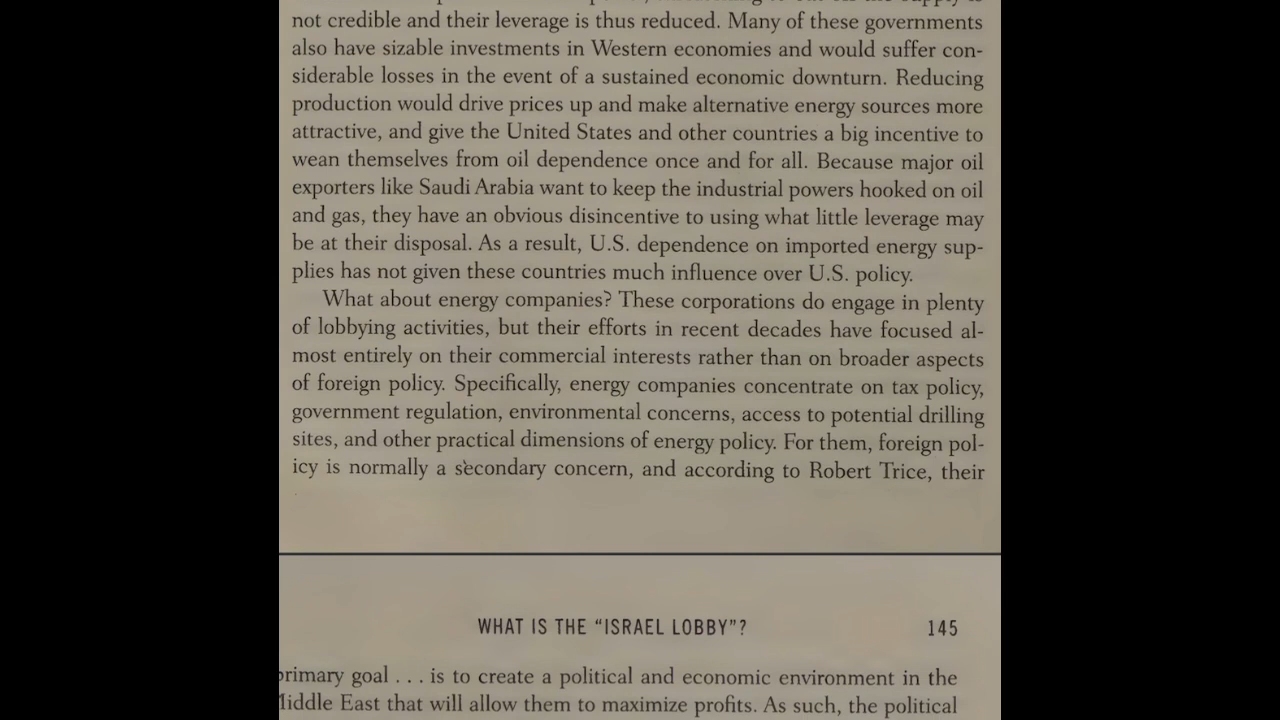 not credible and their leverage is thus reduced. Many of these governments
also have sizable investments in Western economies and would suffer con-
siderable losses in the event of a sustained economic downturn. Reducing
production would drive prices up and make alternative energy sources more
attractive, and give the United States and other countries a big incentive to
wean themselves from oil dependence once and for all. Because major oil
exporters like Saudi Arabia want to keep the industrial powers hooked on oil
and gas, they have an obvious disincentive to using what little leverage may
be at their disposal. As a result, U.S. dependence on imported energy sup-
plies has not given these countries much influence over U.S. policy.
What about energy companies? These corporations do engage in plenty
of lobbying activities, but their efforts in recent decades have focused al-
most entirely on their commercial interests rather than on broader aspects
of foreign policy. Specifically, energy companies concentrate on tax policy,
government regulation, environmental concerns, access to potential drilling
sites, and other practical dimensions of energy policy. For them, foreign pol-
icy is normally a secondary concern, and according to Robert Trice, their
WHAT IS THE “ISRAEL LOBBY”? 145
primary goal . . . is to create a political and economic environment in the
Middle East that will allow them to maximize profits. As such, the political